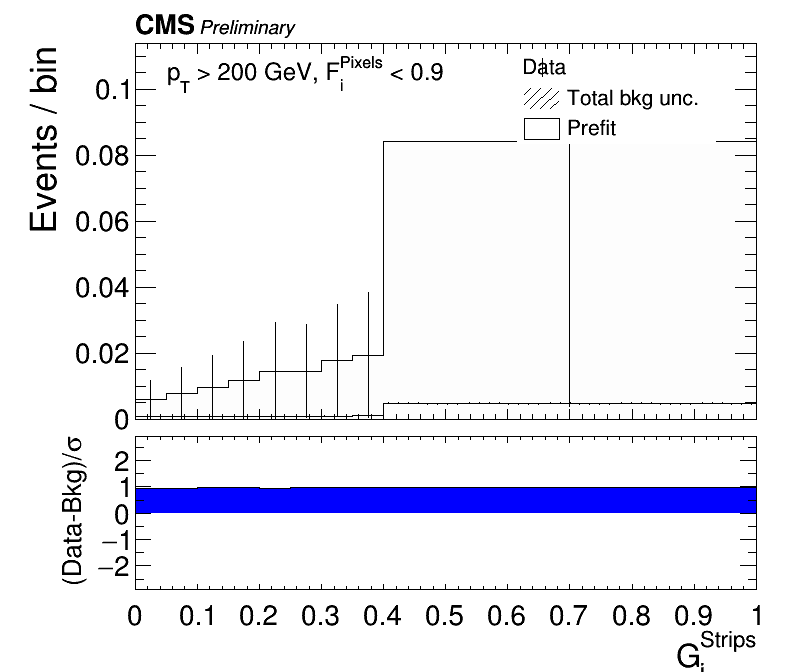 CMS Preliminary
p_T > 200 GeV, F_i^Pixels < 0.9
Data
Total bkg unc.
Prefit
Events / bin
0.1
0.08
0.06
0.04
0.02
0
(Data-Bkg)/σ
2
1
0
−1
−2
0 0.1 0.2 0.3 0.4 0.5 0.6 0.7 0.8 0.9 1
G_i^Strips